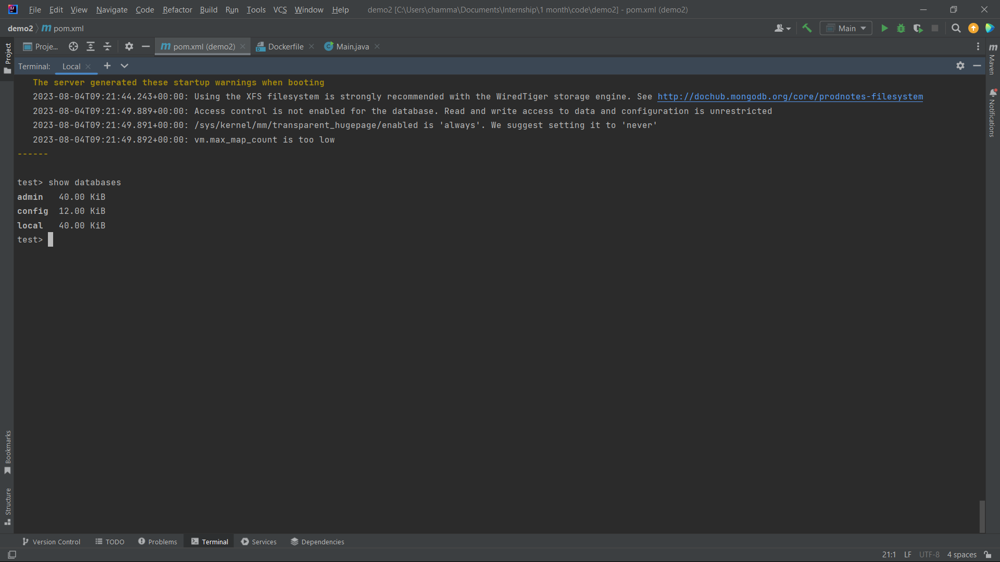 File Edit View Navigate Code Refactor Build Run Tools VCS Window Help demo2 [C:\Users\chamma\Documents\Internship\1 month\code\demo2] - pom.xml (demo2)
demo2 m pom.xml Main
Project
Proje... m pom.xml (demo2) Dockerfile Main.java
m Maven
Notifications
Terminal: Local
The server generated these startup warnings when booting
2023-08-04T09:21:44.243+00:00: Using the XFS filesystem is strongly recommended with the WiredTiger storage engine. See http://dochub.mongodb.org/core/prodnotes-filesystem
2023-08-04T09:21:49.889+00:00: Access control is not enabled for the database. Read and write access to data and configuration is unrestricted
2023-08-04T09:21:49.891+00:00: /sys/kernel/mm/transparent_hugepage/enabled is 'always'. We suggest setting it to 'never'
2023-08-04T09:21:49.892+00:00: vm.max_map_count is too low
------
test> show databases
admin 40.00 KiB
config 12.00 KiB
local 40.00 KiB
test>
Bookmarks
Structure
Version Control TODO Problems Terminal Services Dependencies
21:1 LF UTF-8 4 spaces